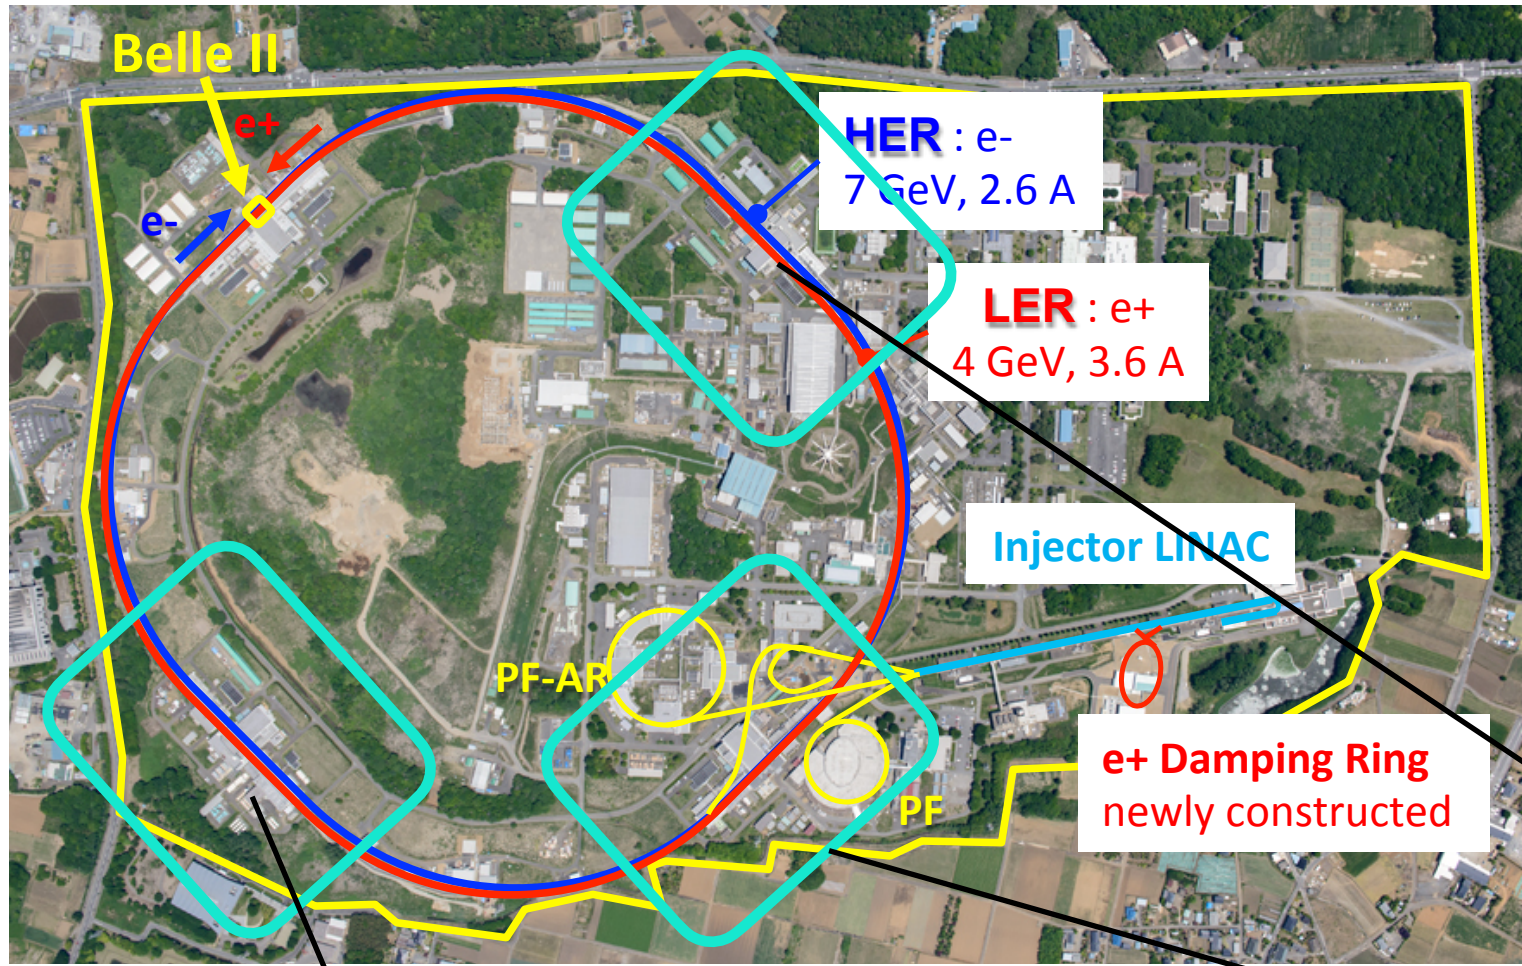 Belle II
e+
e-
HER : e-
7 GeV, 2.6 A
LER : e+
4 GeV, 3.6 A
Injector LINAC
PF-AR
PF
e+ Damping Ring
newly constructed